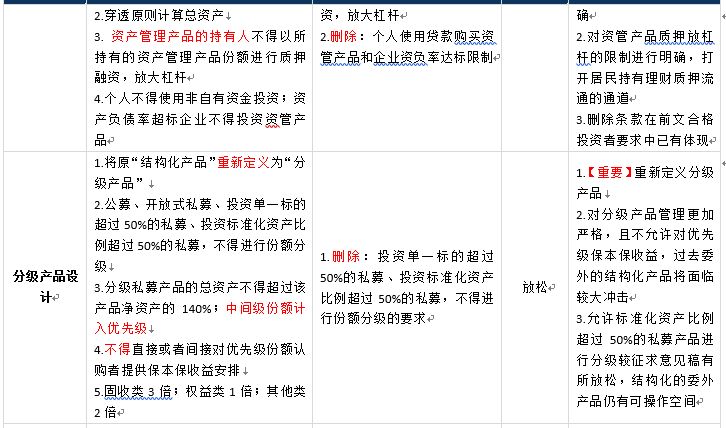 2.穿透原则计算总资产
3. 资产管理产品的持有人不得以所
持有的资产管理产品份额进行质押
融资，放大杠杆
4.个人不得使用非自有资金投资；资
产负债率超标企业不得投资资管产
品
资，放大杠杆
2.删除：个人使用贷款购买资
管产品和企业资负率达标限制
确
2.对资管产品质押放杠
杆的限制进行明确，打
开居民持有理财质押流
通的通道
3.删除条款在前文合格
投资者要求中已有体现
分级产品设
计
1.将原“结构化产品”重新定义为“分
级产品”
2.公募、开放式私募、投资单一标的
超过 50%的私募、投资标准化资产比
例超过 50%的私募，不得进行份额分
级
3.分级私募产品的总资产不得超过该
产品净资产的 140%；中间级份额计
入优先级
4.不得直接或者间接对优先级份额认
购者提供保本保收益安排
5.固收类 3 倍；权益类 1 倍；其他类
2 倍
1.删除：投资单一标的超过
50%的私募、投资标准化资产
比例超过 50%的私募，不得进
行份额分级的要求
放松
1.【重要】重新定义分级
产品
2.对分级产品管理更加
严格，且不允许对优先
级保本保收益，过去委
外的结构化产品将面临
较大冲击
3.允许标准化资产比例
超过 50%的私募产品进
行分级较征求意见稿有
所放松，结构化的委外
产品仍有可操作空间